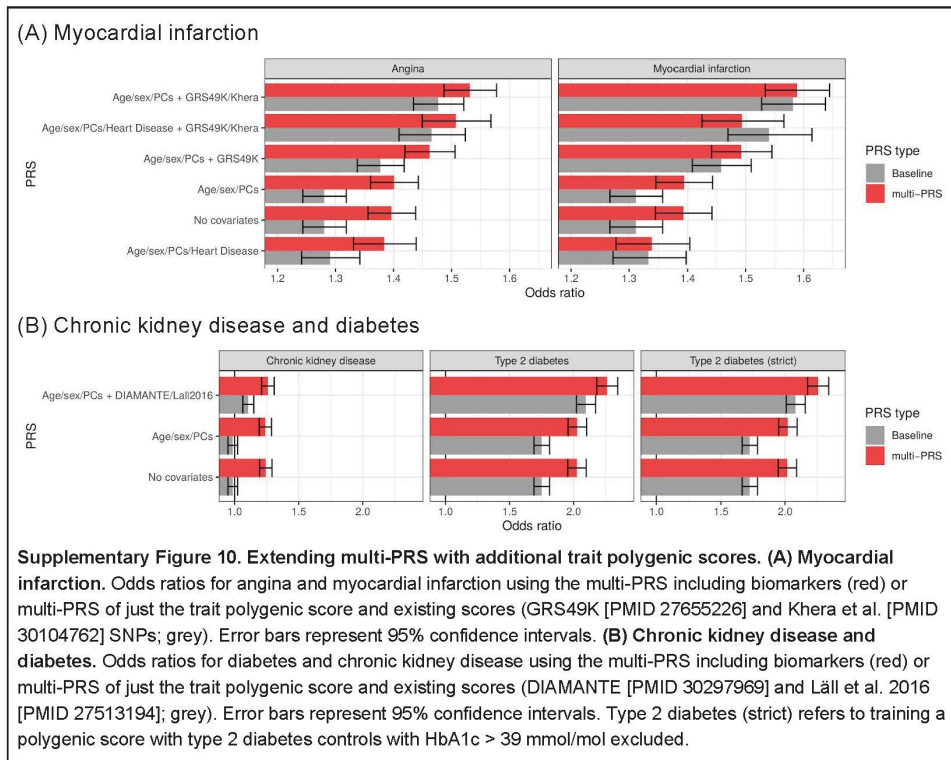 (A) Myocardial infarction
Angina
Myocardial infarction
PRS
Age/sex/PCs + GRS49K/Khera
Age/sex/PCs/Heart Disease + GRS49K/Khera
Age/sex/PCs + GRS49K
Age/sex/PCs
No covariates
Age/sex/PCs/Heart Disease
1.2 1.3 1.4 1.5 1.6 1.2 1.3 1.4 1.5 1.6
Odds ratio
PRS type
Baseline
multi-PRS
(B) Chronic kidney disease and diabetes
Chronic kidney disease
Type 2 diabetes
Type 2 diabetes (strict)
PRS
Age/sex/PCs + DIAMANTE/Lall2016
Age/sex/PCs
No covariates
1.0 1.5 2.0 1.0 1.5 2.0 1.0 1.5 2.0
Odds ratio
PRS type
Baseline
multi-PRS
Supplementary Figure 10. Extending multi-PRS with additional trait polygenic scores. (A) Myocardial
infarction. Odds ratios for angina and myocardial infarction using the multi-PRS including biomarkers (red) or
multi-PRS of just the trait polygenic score and existing scores (GRS49K [PMID 27655226] and Khera et al. [PMID
30104762] SNPs; grey). Error bars represent 95% confidence intervals. (B) Chronic kidney disease and
diabetes. Odds ratios for diabetes and chronic kidney disease using the multi-PRS including biomarkers (red) or
multi-PRS of just the trait polygenic score and existing scores (DIAMANTE [PMID 30297969] and Läll et al. 2016
[PMID 27513194]; grey). Error bars represent 95% confidence intervals. Type 2 diabetes (strict) refers to training a
polygenic score with type 2 diabetes controls with HbA1c > 39 mmol/mol excluded.